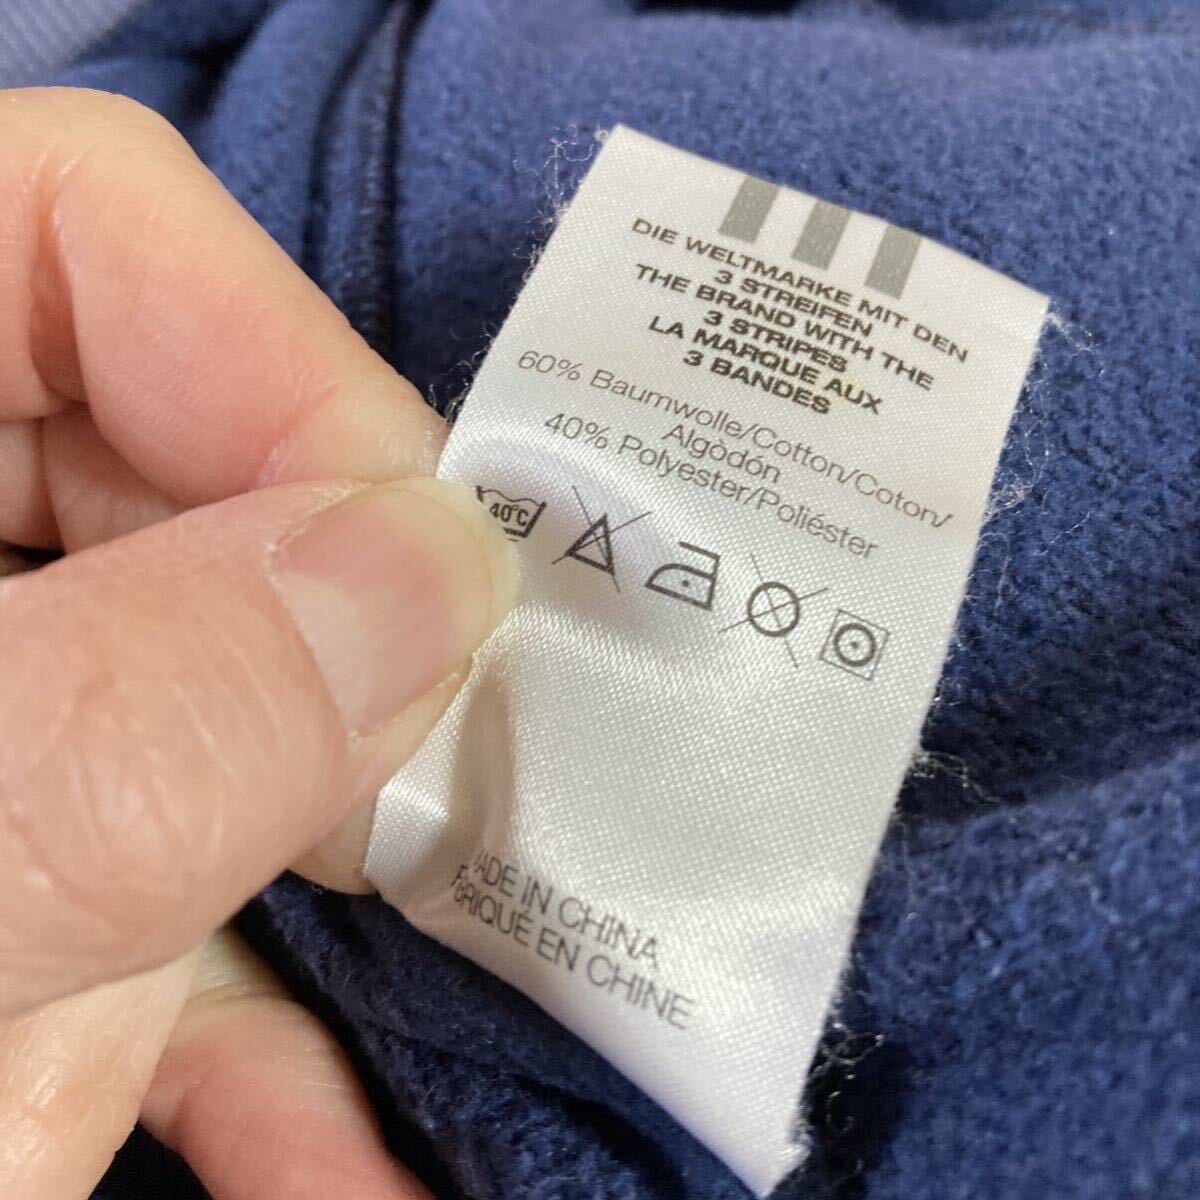 DIE WELTMARKE MIT DEN
3 STREIFEN
THE BRAND WITH THE
3 STRIPES
LA MARQUE AUX
3 BANDES
60% Baumwolle/Cotton/Coton/
Algòdón
40% Polyester/Poliéster
40°C
MADE IN CHINA
FABRIQUÉ EN CHINE